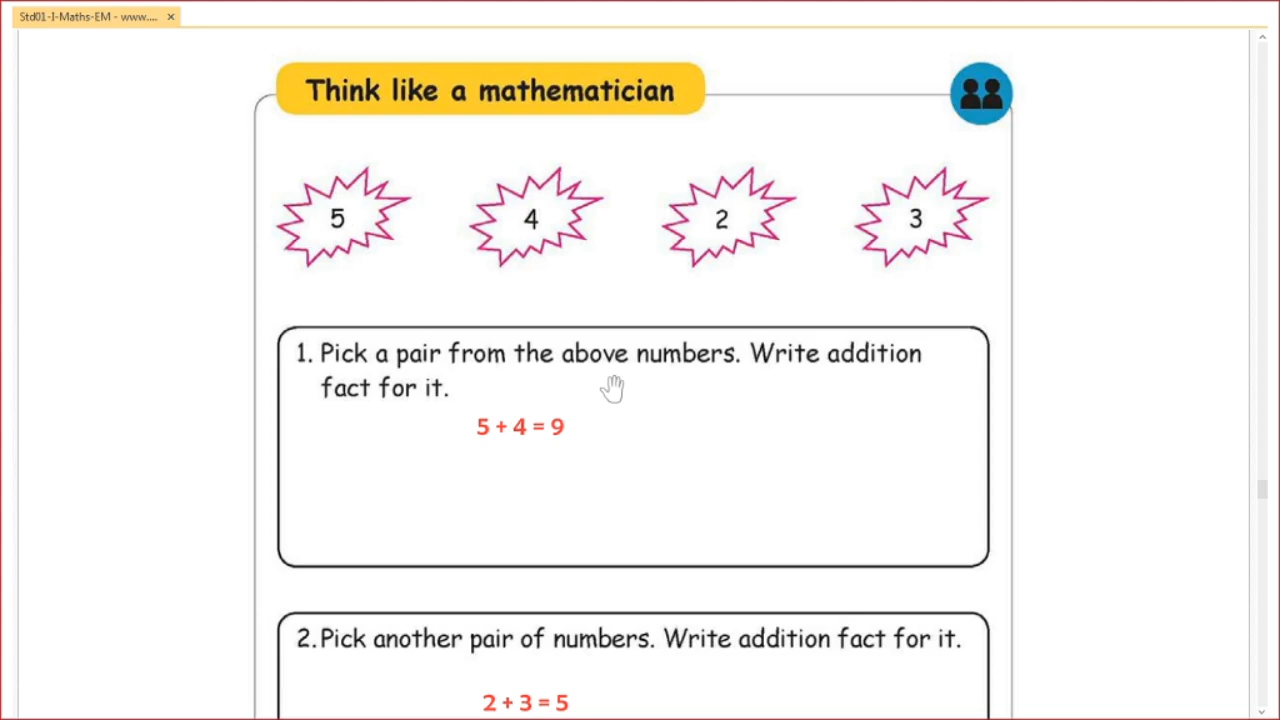 Std01-I-Maths-EM - www....
Think like a mathematician
5 4 2 3
1. Pick a pair from the above numbers. Write addition
fact for it.
5 + 4 = 9
2. Pick another pair of numbers. Write addition fact for it.
2 + 3 = 5